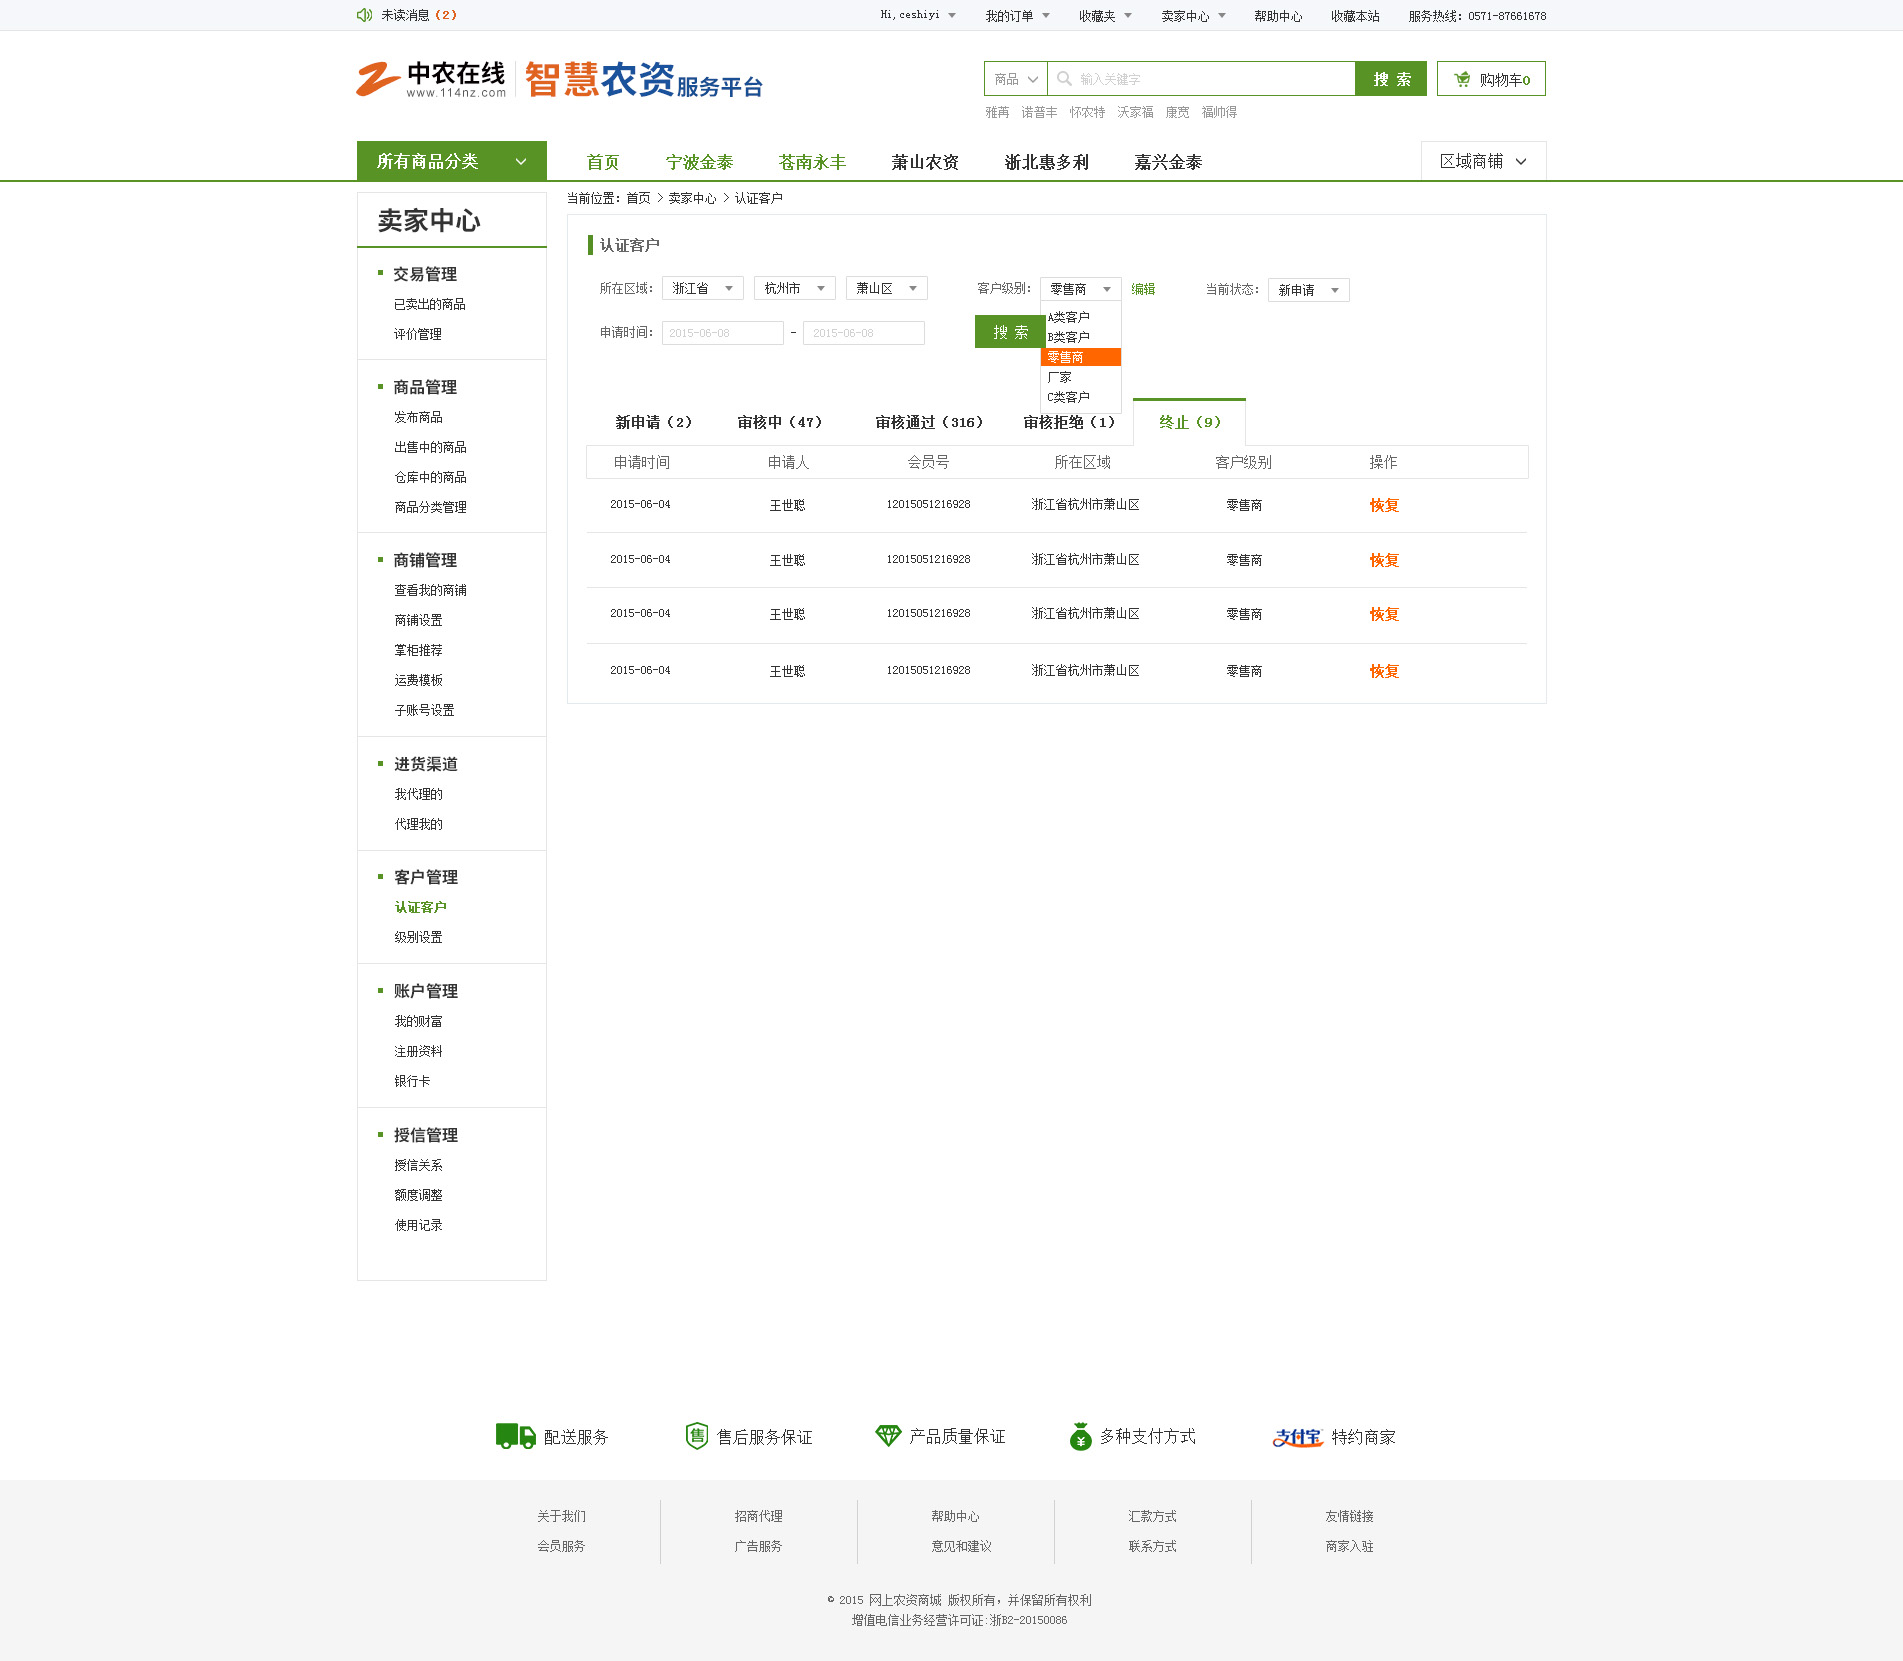 未读消息（2）
Hi,ceshiyi 我的订单 收藏夹 卖家中心 帮助中心 收藏本站 服务热线：0571-87661678
中农在线
www.114nz.com
智慧农资服务平台
商品 输入关键字 搜 索 购物车0
雅苒 诺普丰 怀农特 沃家福 康宽 福帅得
所有商品分类 首页 宁波金泰 苍南永丰 萧山农资 浙北惠多利 嘉兴金泰 区域商铺
当前位置：首页 > 卖家中心 > 认证客户
卖家中心
交易管理
已卖出的商品
评价管理
商品管理
发布商品
出售中的商品
仓库中的商品
商品分类管理
商铺管理
查看我的商铺
商铺设置
掌柜推荐
运费模板
子账号设置
进货渠道
我代理的
代理我的
客户管理
认证客户
级别设置
账户管理
我的财富
注册资料
银行卡
授信管理
授信关系
额度调整
使用记录
认证客户
所在区域： 浙江省 杭州市 萧山区 客户级别： 零售商 编辑 当前状态： 新申请
申请时间： 2015-06-08 - 2015-06-08 搜 索
A类客户
B类客户
零售商
厂家
C类客户
新申请（2） 审核中（47） 审核通过（316） 审核拒绝（1） 终止（9）
申请时间 申请人 会员号 所在区域 客户级别 操作
2015-06-04 王世聪 12015051216928 浙江省杭州市萧山区 零售商 恢复
2015-06-04 王世聪 12015051216928 浙江省杭州市萧山区 零售商 恢复
2015-06-04 王世聪 12015051216928 浙江省杭州市萧山区 零售商 恢复
2015-06-04 王世聪 12015051216928 浙江省杭州市萧山区 零售商 恢复
配送服务 售 售后服务保证 产品质量保证 ¥ 多种支付方式 支付宝 特约商家
关于我们 招商代理 帮助中心 汇款方式 友情链接
会员服务 广告服务 意见和建议 联系方式 商家入驻
© 2015 网上农资商城 版权所有，并保留所有权利
增值电信业务经营许可证:浙B2-20150086